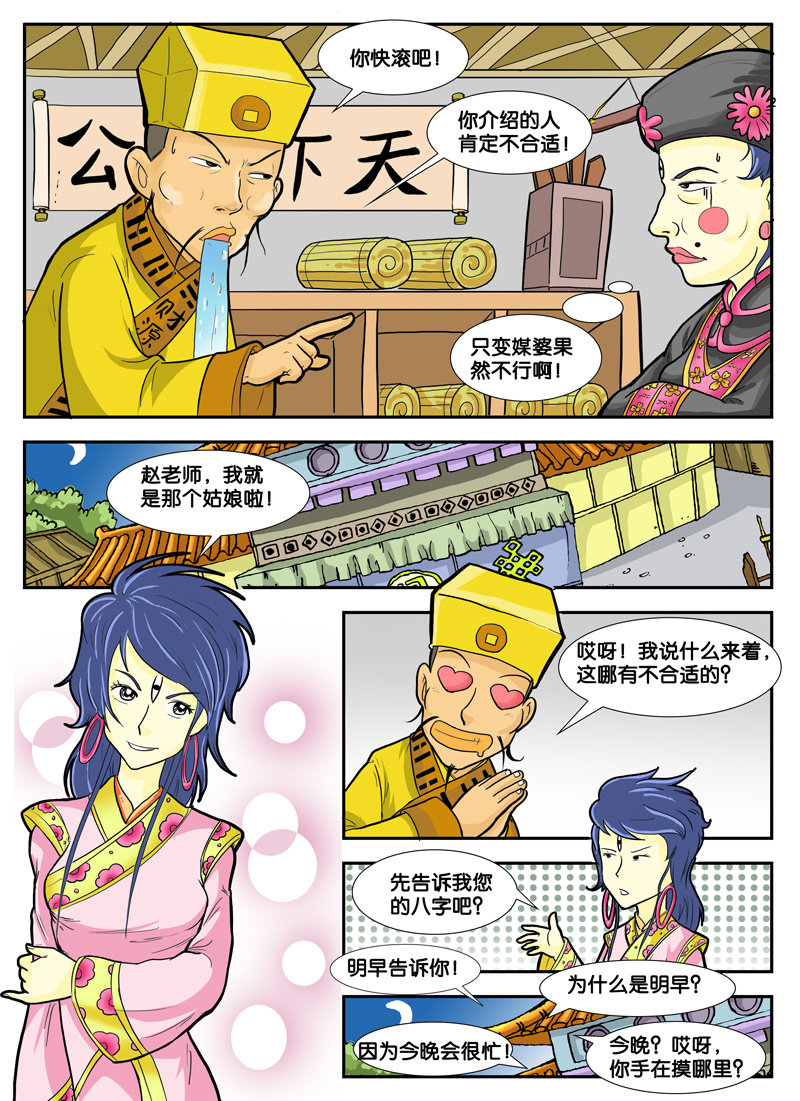 你快滚吧！
你介绍的人
肯定不合适！
公 下 天
财源
只变媒婆果
然不行啊！
赵老师，我就
是那个姑娘啦！
哎呀！我说什么来着，
这哪有不合适的？
先告诉我您
的八字吧？
明早告诉你！
为什么是明早？
因为今晚会很忙！
今晚？哎呀，
你手在摸哪里？